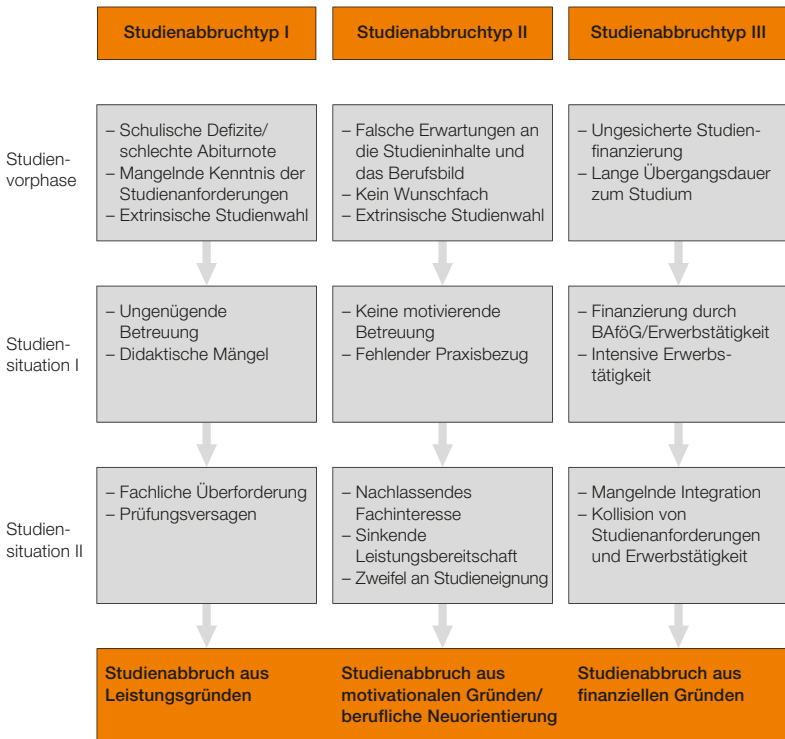 Studienabbruchtyp I
Studienabbruchtyp II
Studienabbruchtyp III
Studien-
vorphase
– Schulische Defizite/
schlechte Abiturnote
– Mangelnde Kenntnis der
Studienanforderungen
– Extrinsische Studienwahl
– Falsche Erwartungen an
die Studieninhalte und
das Berufsbild
– Kein Wunschfach
– Extrinsische Studienwahl
– Ungesicherte Studien-
finanzierung
– Lange Übergangsdauer
zum Studium
Studien-
situation I
– Ungenügende
Betreuung
– Didaktische Mängel
– Keine motivierende
Betreuung
– Fehlender Praxisbezug
– Finanzierung durch
BAföG/Erwerbstätigkeit
– Intensive Erwerbs-
tätigkeit
Studien-
situation II
– Fachliche Überforderung
– Prüfungsversagen
– Nachlassendes
Fachinteresse
– Sinkende
Leistungsbereitschaft
– Zweifel an Studieneignung
– Mangelnde Integration
– Kollision von
Studienanforderungen
und Erwerbstätigkeit
Studienabbruch aus
Leistungsgründen
Studienabbruch aus
motivationalen Gründen/
berufliche Neuorientierung
Studienabbruch aus
finanziellen Gründen